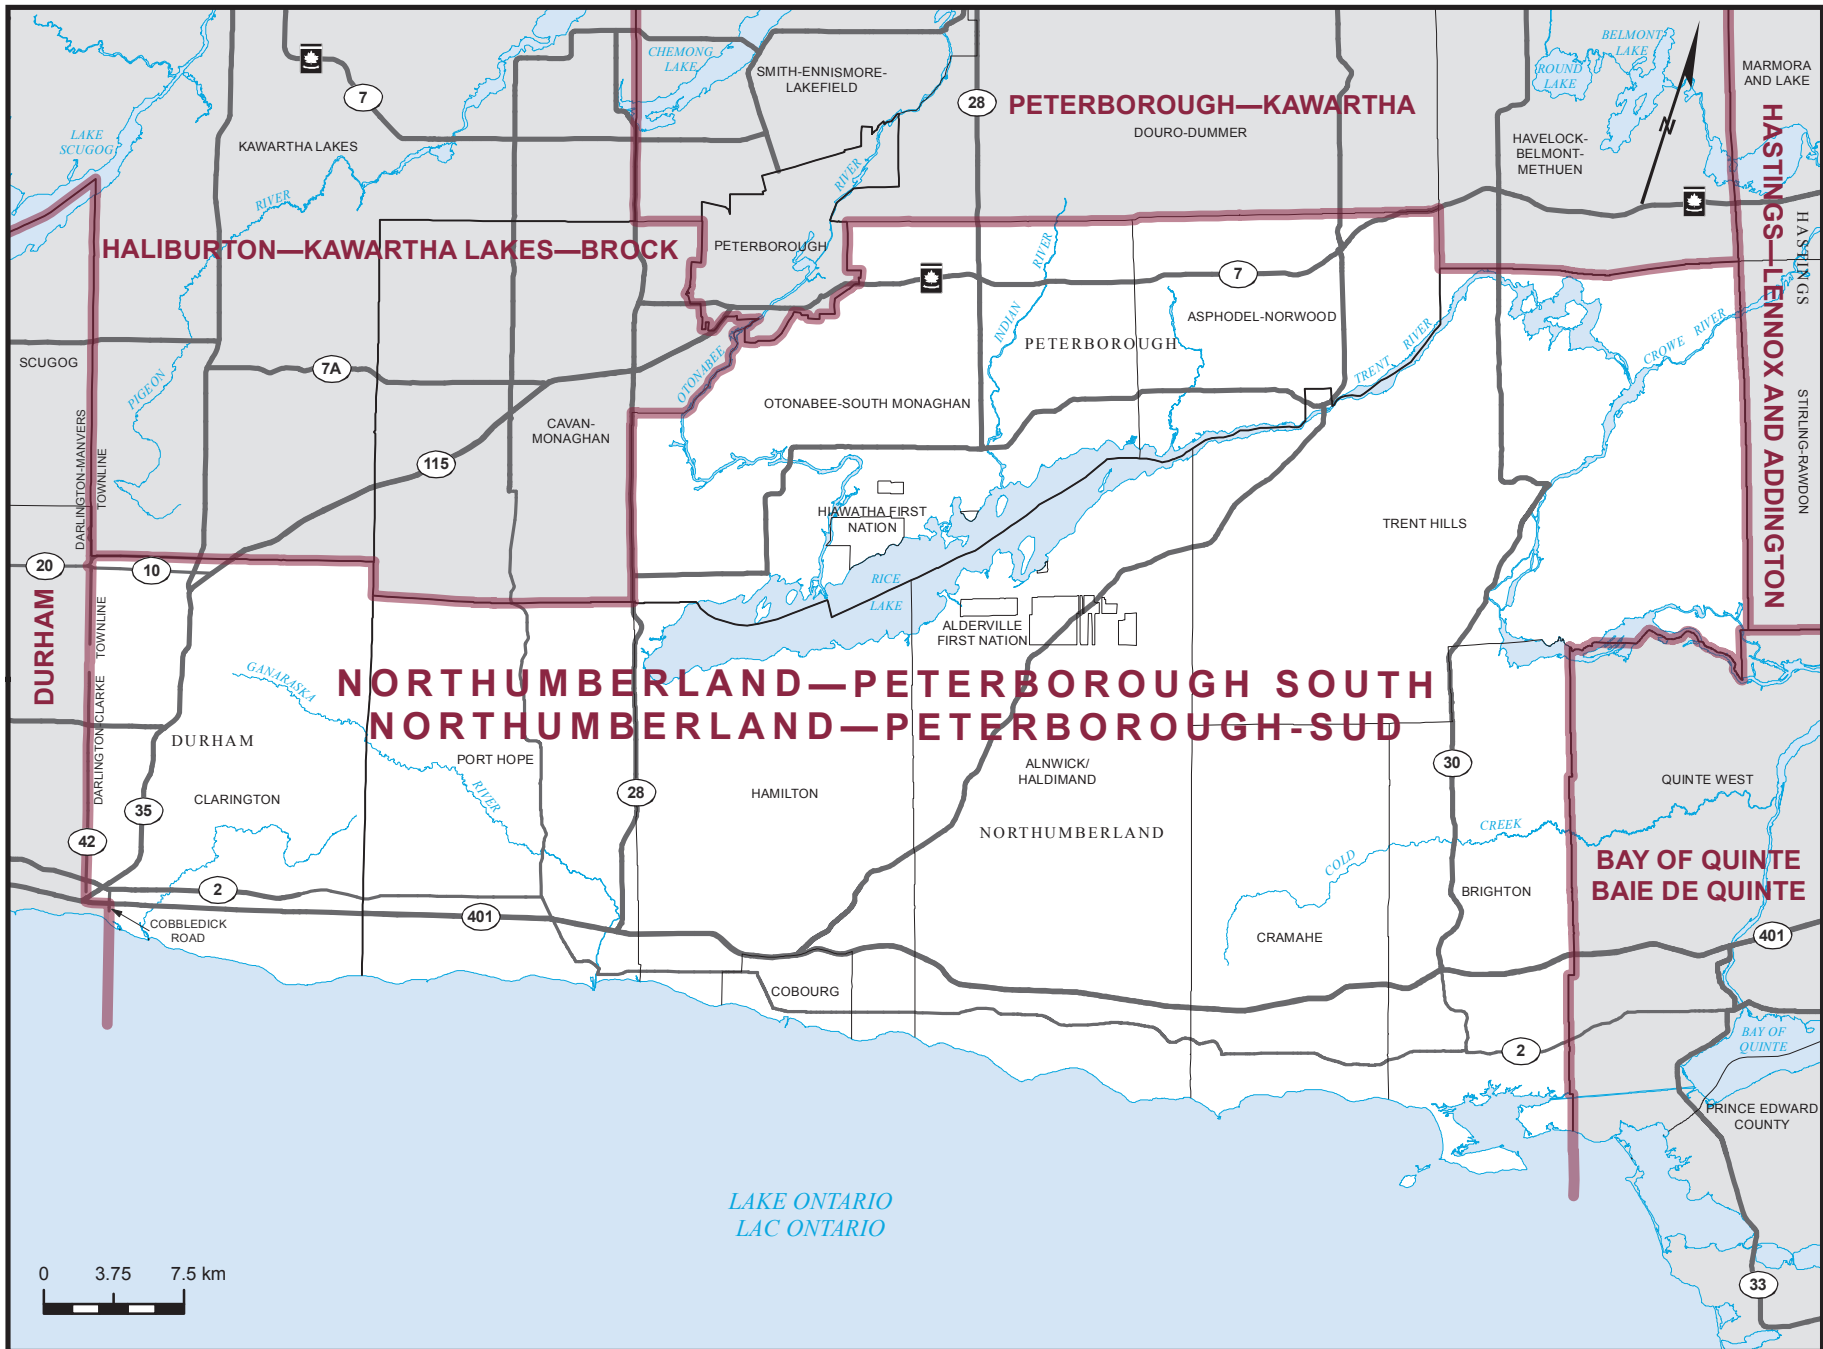 CHEMONG
LAKE
SMITH-ENNISMORE-
LAKEFIELD
BELMONT
LAKE
ROUND
LAKE
MARMORA
AND LAKE
7
28
PETERBOROUGH—KAWARTHA
DOURO-DUMMER
N
LAKE
SCUGOG
KAWARTHA LAKES
HAVELOCK-
BELMONT-
METHUEN
RIVER
RIVER
HASTINGS—LENNOX AND ADDINGTON
HASTINGS
HALIBURTON—KAWARTHA LAKES—BROCK
PETERBOROUGH
RIVER
7
INDIAN
ASPHODEL-NORWOOD
PETERBOROUGH
TRENT
RIVER
CROWE
RIVER
SCUGOG
7A
PIGEON
OTONABEE
OTONABEE-SOUTH MONAGHAN
CAVAN-
MONAGHAN
STIRLING-RAWDON
DARLINGTON-MANVERS
TOWNLINE
115
HIAWATHA FIRST
NATION
TRENT HILLS
20
10
RICE
LAKE
DURHAM
DARLINGTON-CLARKE
TOWNLINE
ALDERVILLE
FIRST NATION
GANARASKA
RIVER
NORTHUMBERLAND—PETERBOROUGH SOUTH
NORTHUMBERLAND—PETERBOROUGH-SUD
DURHAM
PORT HOPE
ALNWICK/
HALDIMAND
30
QUINTE WEST
CLARINGTON
28
HAMILTON
35
42
NORTHUMBERLAND
COLD
CREEK
BAY OF QUINTE
BAIE DE QUINTE
2
BRIGHTON
401
COBBLEDICK
ROAD
CRAMAHE
401
COBOURG
2
BAY OF
QUINTE
PRINCE EDWARD
COUNTY
LAKE ONTARIO
LAC ONTARIO
0 3.75 7.5 km
33